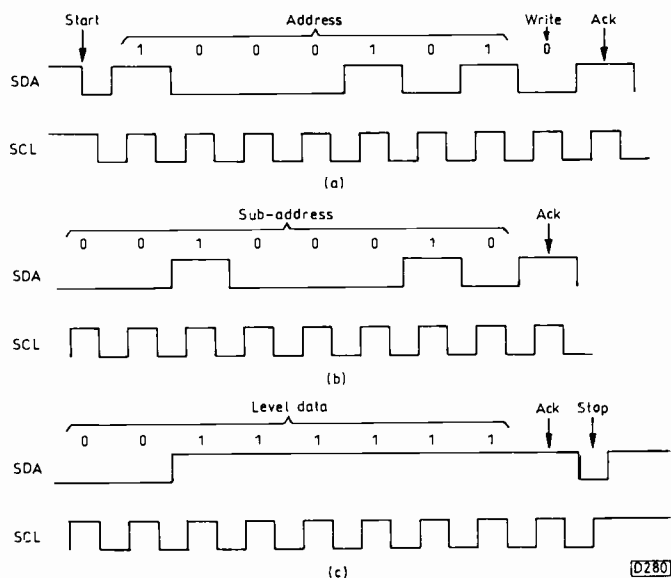 Start Address Write Ack
1 0 0 0 1 0 1 0
SDA
SCL
(a)
Sub-address Ack
0 0 1 0 0 0 1 0
SDA
SCL
(b)
Level data Ack Stop
0 0 1 1 1 1 1 1
SDA
SCL
(c)
D280